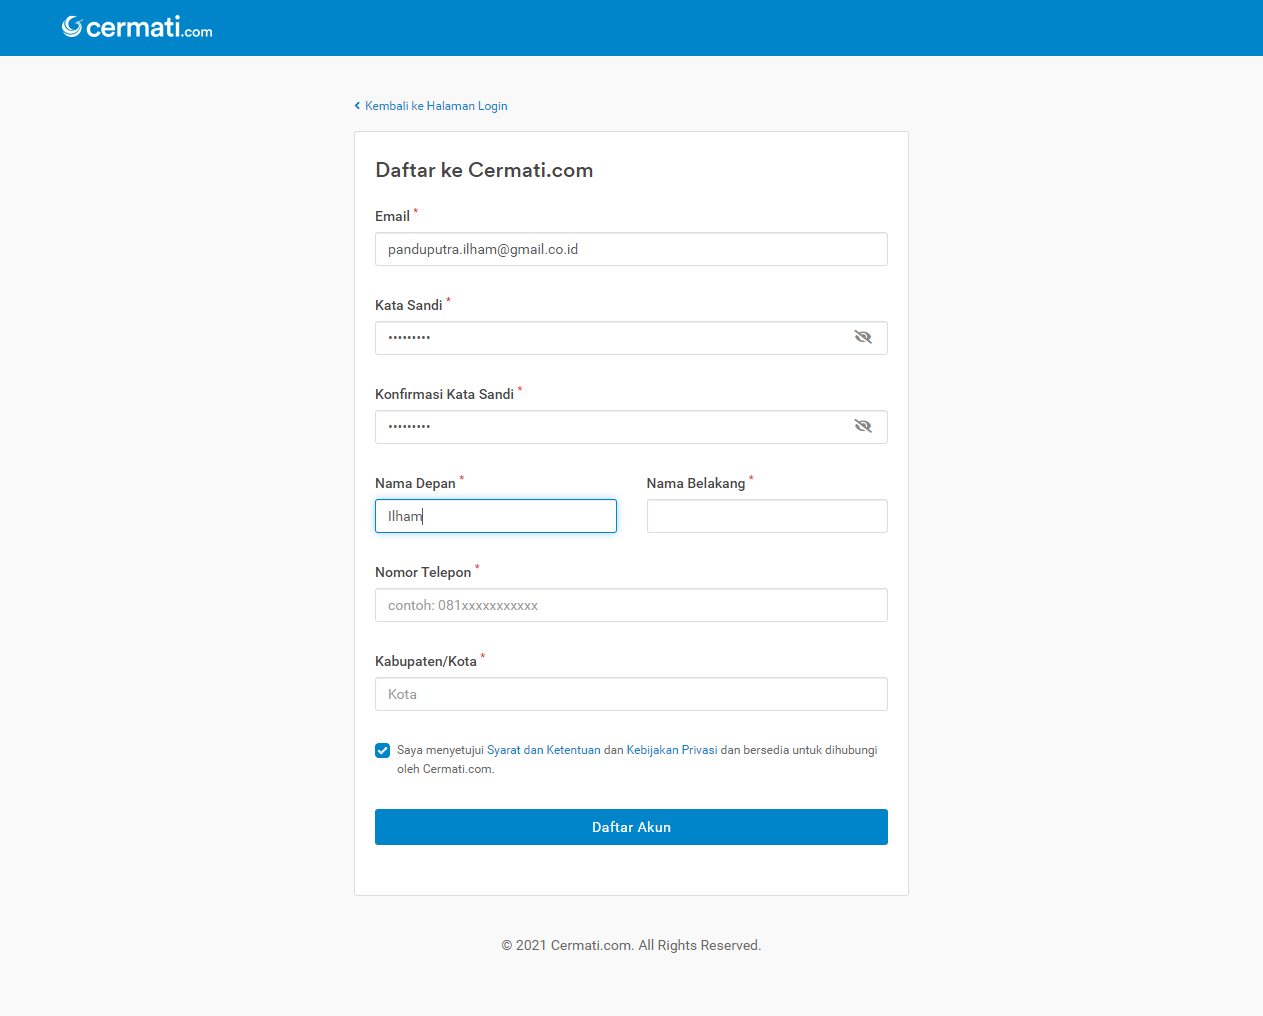 cermati.com
Kembali ke Halaman Login
Daftar ke Cermati.com
Email *
panduputra.ilham@gmail.co.id
Kata Sandi *
•••••••••
Konfirmasi Kata Sandi *
•••••••••
Nama Depan * Nama Belakang *
Ilham
Nomor Telepon *
contoh: 081xxxxxxxxxxx
Kabupaten/Kota *
Kota
Saya menyetujui Syarat dan Ketentuan dan Kebijakan Privasi dan bersedia untuk dihubungi
oleh Cermati.com.
Daftar Akun
© 2021 Cermati.com. All Rights Reserved.